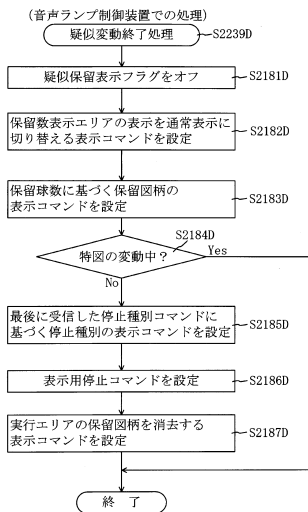 (音声ランプ制御装置での処理)
疑似変動終了処理
S2239D
疑似保留表示フラグをオフ
S2181D
保留数表示エリアの表示を通常表示に
切り替える表示コマンドを設定
S2182D
保留球数に基づく保留図柄の
表示コマンドを設定
S2183D
S2184D
特図の変動中?
Yes
No
最後に受信した停止種別コマンドに
基づく停止種別の表示コマンドを設定
S2185D
表示用停止コマンドを設定
S2186D
実行エリアの保留図柄を消去する
表示コマンドを設定
S2187D
終 了